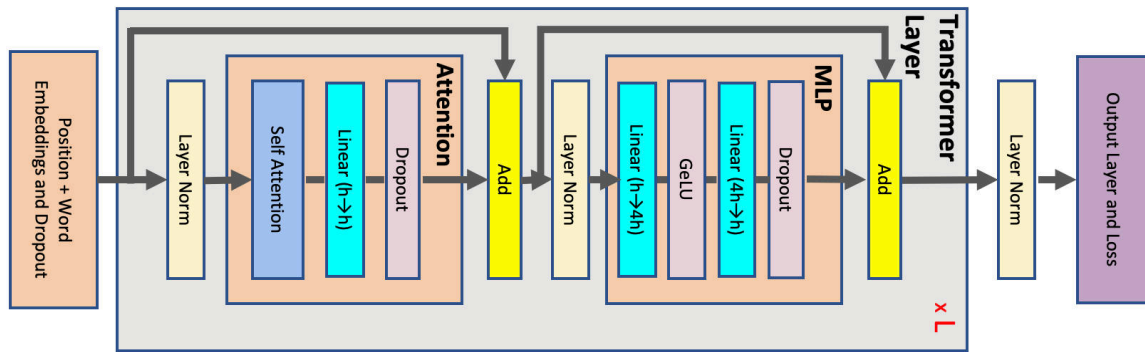 Position + Word
Embeddings and Dropout
Layer Norm
Self Attention
Linear (h→h)
Dropout
Attention
Add
Layer Norm
Linear (h→4h)
GeLU
Linear (4h→h)
Dropout
MLP
Add
Transformer
Layer
x L
Layer Norm
Output Layer and Loss